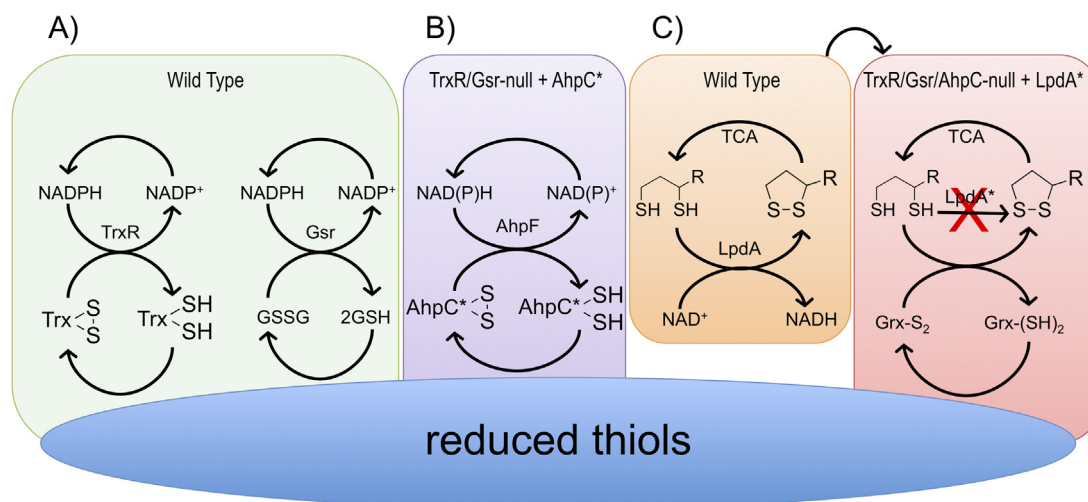 A)
Wild Type
NADPH
NADP+
TrxR
Trx
S
S
Trx
SH
SH
NADPH
NADP+
Gsr
GSSG
2GSH
B)
TrxR/Gsr-null + AhpC*
NAD(P)H
NAD(P)+
AhpF
AhpC*
S
S
AhpC*
SH
SH
C)
Wild Type
TCA
R
SH
SH
R
S-S
LpdA
NAD+
NADH
TrxR/Gsr/AhpC-null + LpdA*
TCA
R
SH
SH
LpdA*
X
R
S-S
Grx-S2
Grx-(SH)2
reduced thiols